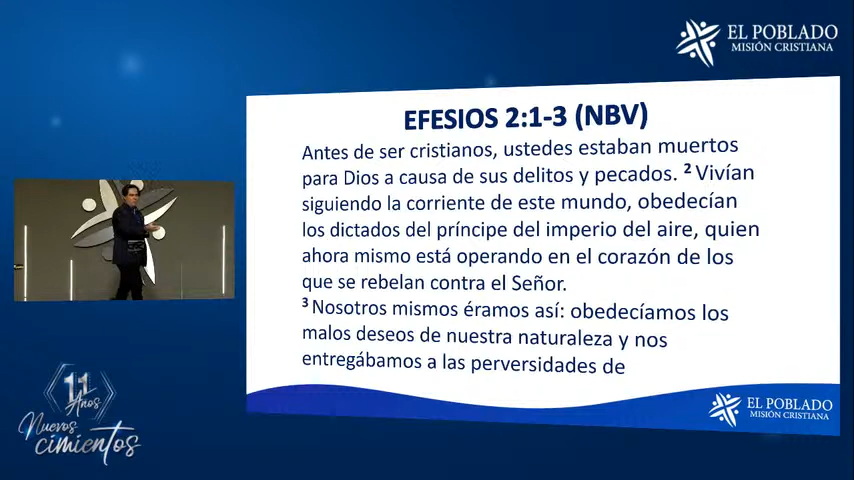 EL POBLADO
MISIÓN CRISTIANA
EFESIOS 2:1-3 (NBV)
Antes de ser cristianos, ustedes estaban muertos
para Dios a causa de sus delitos y pecados. ² Vivían
siguiendo la corriente de este mundo, obedecían
los dictados del príncipe del imperio del aire, quien
ahora mismo está operando en el corazón de los
que se rebelan contra el Señor.
³ Nosotros mismos éramos así: obedecíamos los
malos deseos de nuestra naturaleza y nos
entregábamos a las perversidades de
11
Años
Nuevos
cimientos
EL POBLADO
MISIÓN CRISTIANA